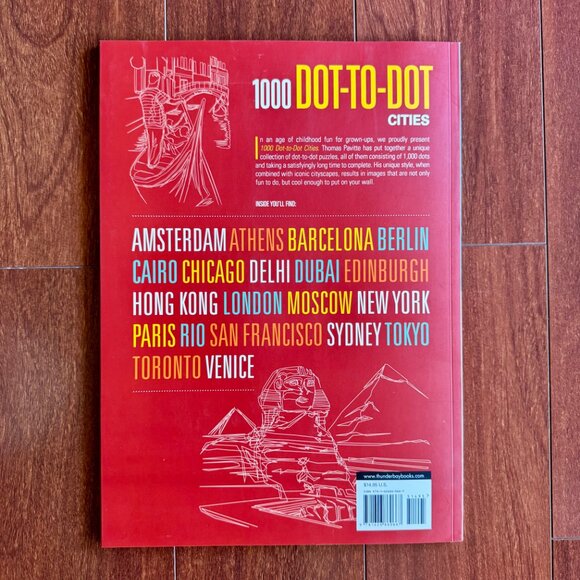 1000 DOT-TO-DOT
CITIES
In an age of childhood fun for grown-ups, we proudly present
1000 Dot-to-Dot Cities. Thomas Pavitte has put together a unique
collection of dot-to-dot puzzles, all of them consisting of 1,000 dots
and taking a satisfyingly long time to complete. His unique style, when
combined with iconic cityscapes, results in images that are not only
fun to do, but cool enough to put on your wall.
INSIDE YOU'LL FIND:
AMSTERDAM ATHENS BARCELONA BERLIN
CAIRO CHICAGO DELHI DUBAI EDINBURGH
HONG KONG LONDON MOSCOW NEW YORK
PARIS RIO SAN FRANCISCO SYDNEY TOKYO
TORONTO VENICE
www.thunderbaybooks.com
$14.95 U.S.